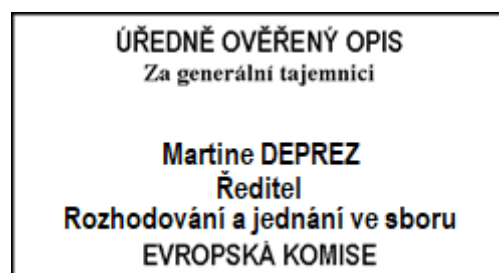 ÚŘEDNĚ OVĚŘENÝ OPIS
Za generální tajemnici
Martine DEPREZ
Ředitel
Rozhodování a jednání ve sboru
EVROPSKÁ KOMISE